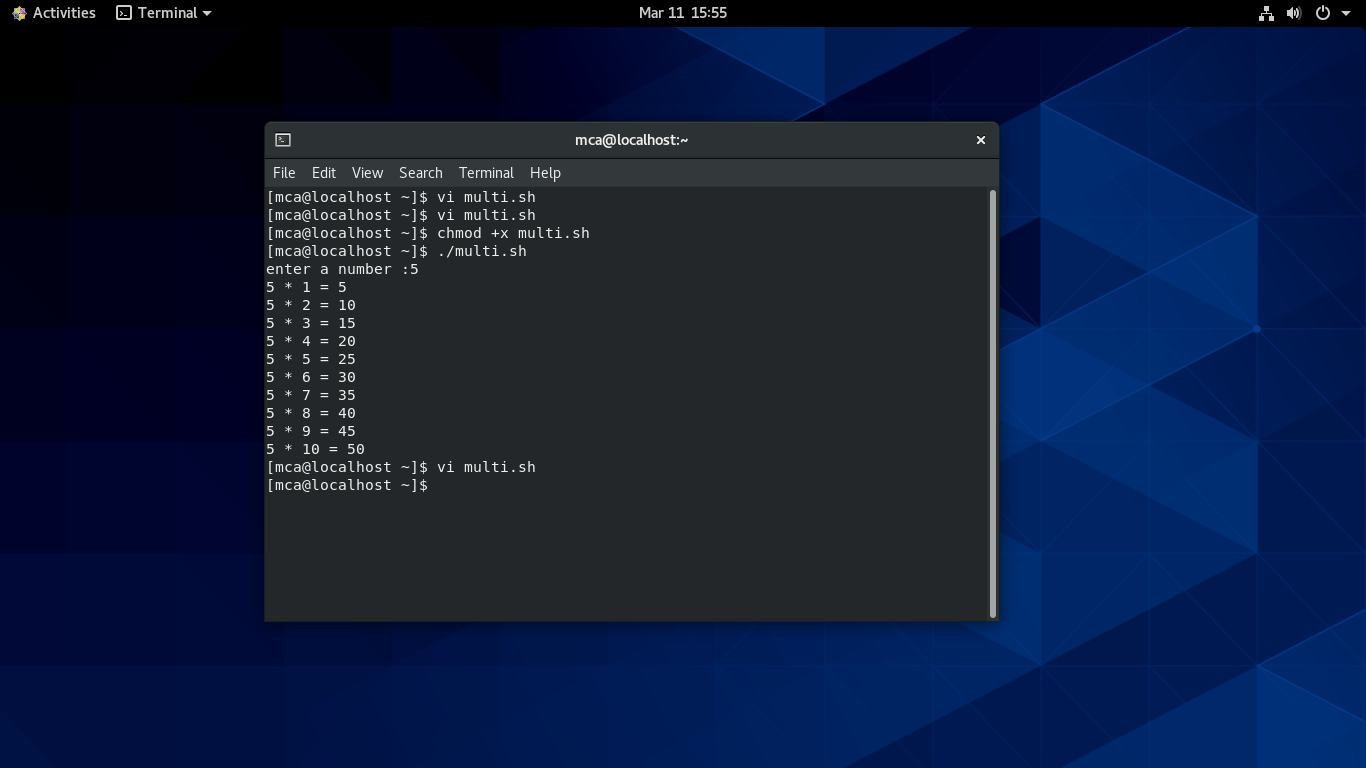 Activities Terminal Mar 11 15:55
mca@localhost:~
File Edit View Search Terminal Help
[mca@localhost ~]$ vi multi.sh
[mca@localhost ~]$ vi multi.sh
[mca@localhost ~]$ chmod +x multi.sh
[mca@localhost ~]$ ./multi.sh
enter a number :5
5 * 1 = 5
5 * 2 = 10
5 * 3 = 15
5 * 4 = 20
5 * 5 = 25
5 * 6 = 30
5 * 7 = 35
5 * 8 = 40
5 * 9 = 45
5 * 10 = 50
[mca@localhost ~]$ vi multi.sh
[mca@localhost ~]$